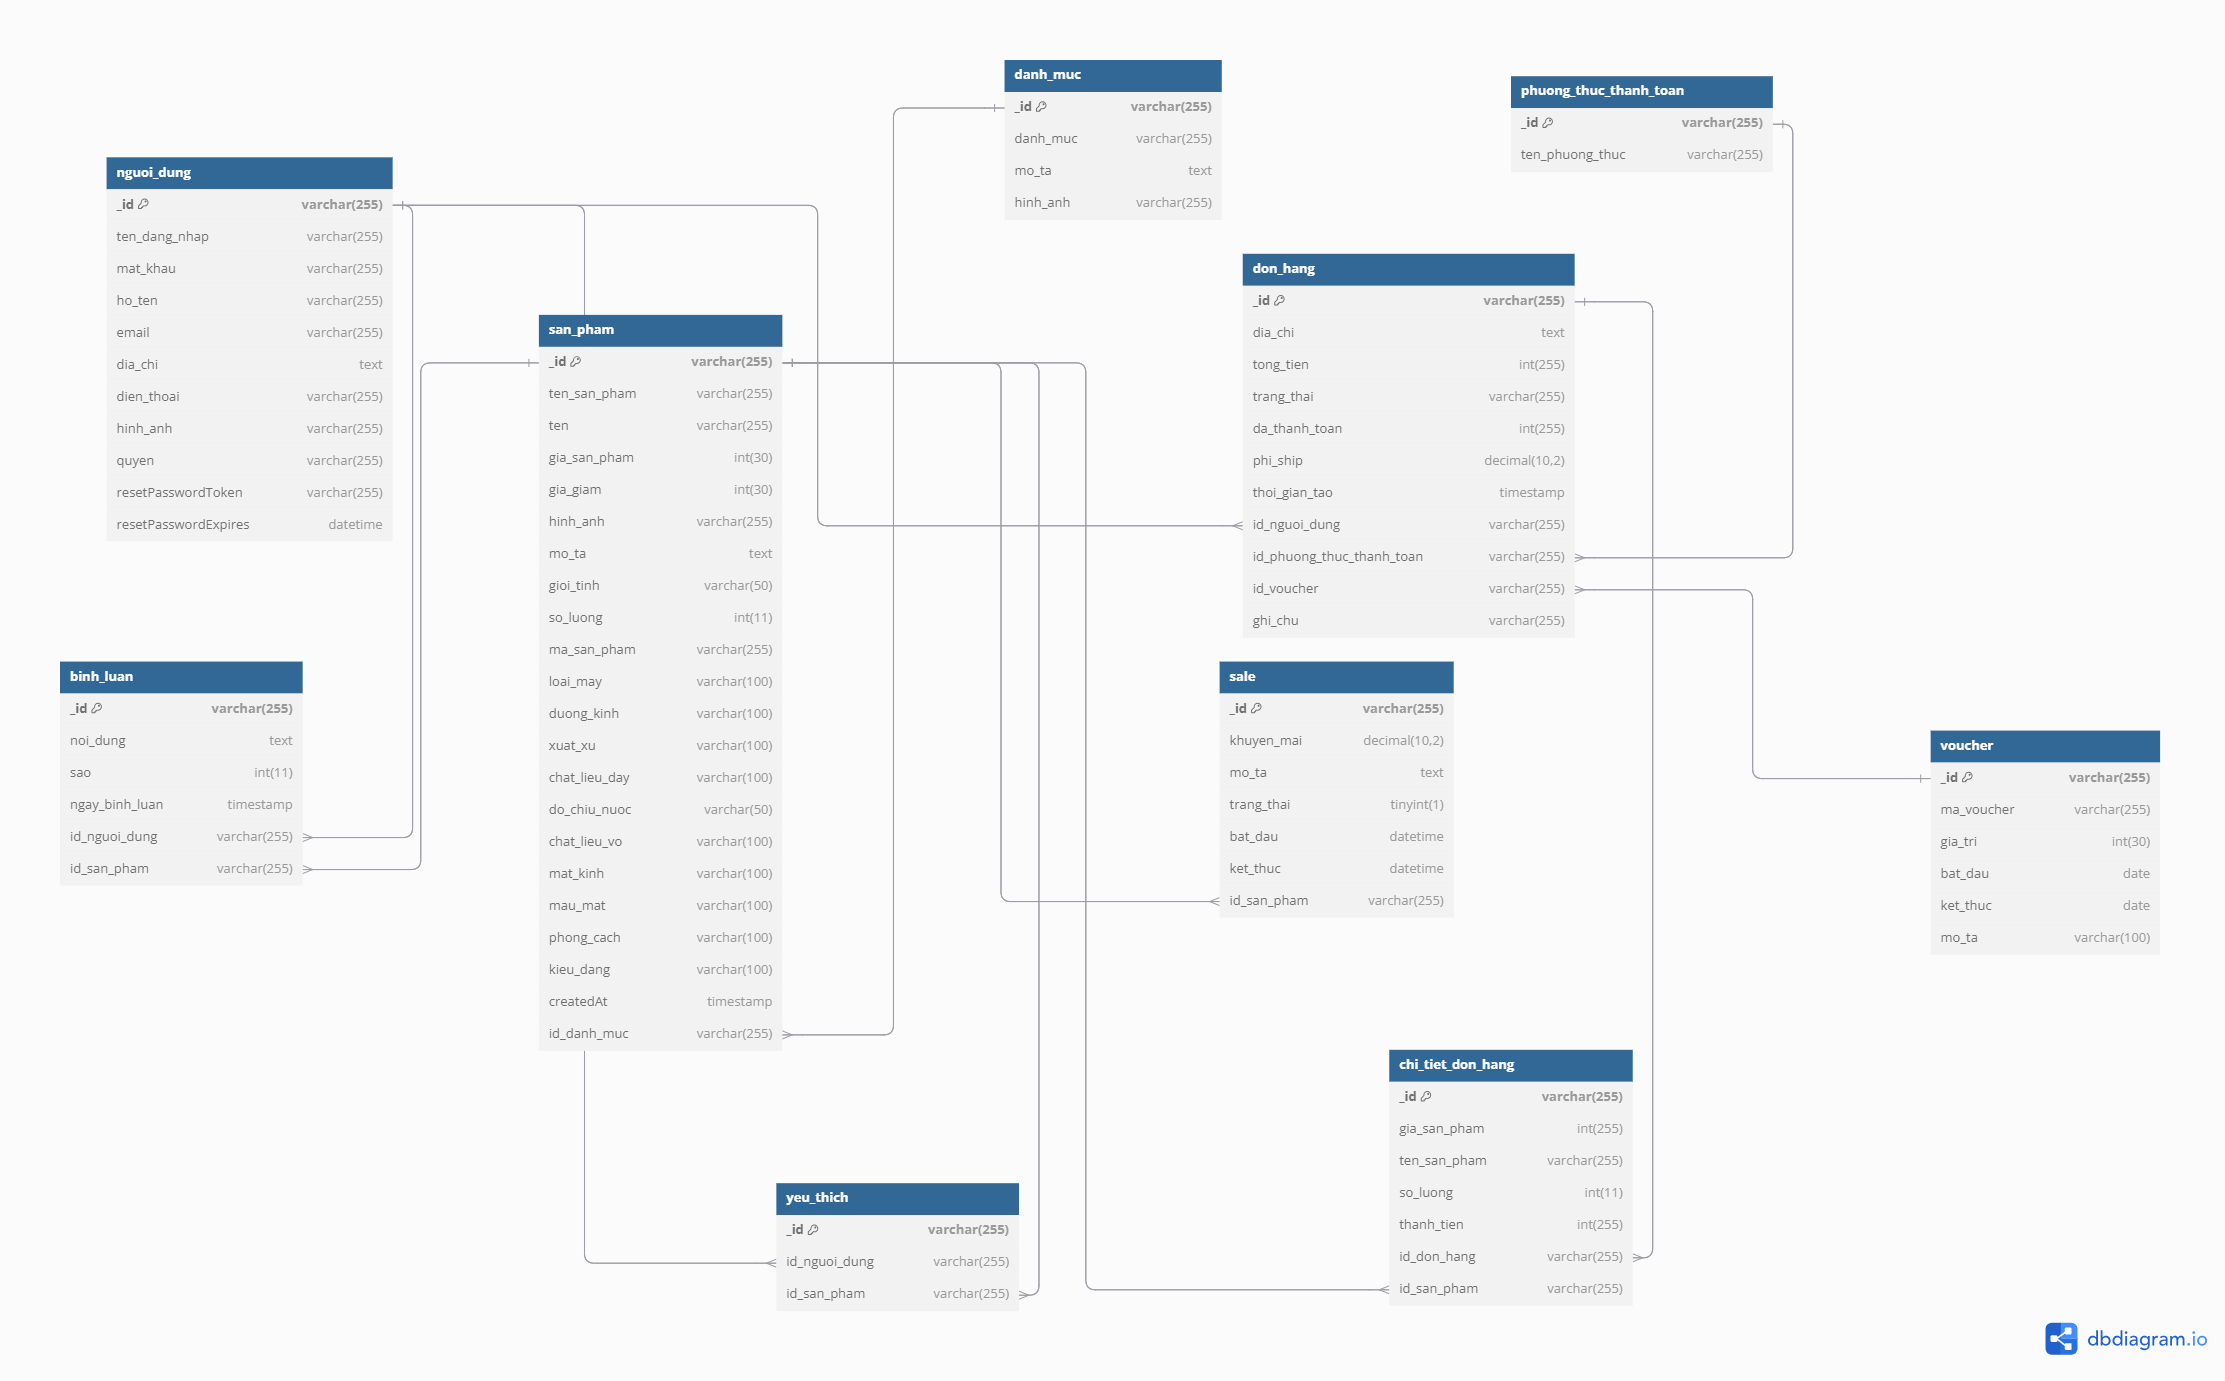 danh_muc
_id varchar(255)
danh_muc varchar(255)
mo_ta text
hinh_anh varchar(255)
phuong_thuc_thanh_toan
_id varchar(255)
ten_phuong_thuc varchar(255)
nguoi_dung
_id varchar(255)
ten_dang_nhap varchar(255)
mat_khau varchar(255)
ho_ten varchar(255)
email varchar(255)
dia_chi text
dien_thoai varchar(255)
hinh_anh varchar(255)
quyen varchar(255)
resetPasswordToken varchar(255)
resetPasswordExpires datetime
don_hang
_id varchar(255)
dia_chi text
tong_tien int(255)
trang_thai varchar(255)
da_thanh_toan int(255)
phi_ship decimal(10,2)
thoi_gian_tao timestamp
id_nguoi_dung varchar(255)
id_phuong_thuc_thanh_toan varchar(255)
id_voucher varchar(255)
ghi_chu varchar(255)
san_pham
_id varchar(255)
ten_san_pham varchar(255)
ten varchar(255)
gia_san_pham int(30)
gia_giam int(30)
hinh_anh varchar(255)
mo_ta text
gioi_tinh varchar(50)
so_luong int(11)
ma_san_pham varchar(255)
loai_may varchar(100)
duong_kinh varchar(100)
xuat_xu varchar(100)
chat_lieu_day varchar(100)
do_chiu_nuoc varchar(50)
chat_lieu_vo varchar(100)
mat_kinh varchar(100)
mau_mat varchar(100)
phong_cach varchar(100)
kieu_dang varchar(100)
createdAt timestamp
id_danh_muc varchar(255)
binh_luan
_id varchar(255)
noi_dung text
sao int(11)
ngay_binh_luan timestamp
id_nguoi_dung varchar(255)
id_san_pham varchar(255)
sale
_id varchar(255)
khuyen_mai decimal(10,2)
mo_ta text
trang_thai tinyint(1)
bat_dau datetime
ket_thuc datetime
id_san_pham varchar(255)
voucher
_id varchar(255)
ma_voucher varchar(255)
gia_tri int(30)
bat_dau date
ket_thuc date
mo_ta varchar(100)
chi_tiet_don_hang
_id varchar(255)
gia_san_pham int(255)
ten_san_pham varchar(255)
so_luong int(11)
thanh_tien int(255)
id_don_hang varchar(255)
id_san_pham varchar(255)
yeu_thich
_id varchar(255)
id_nguoi_dung varchar(255)
id_san_pham varchar(255)
dbdiagram.io